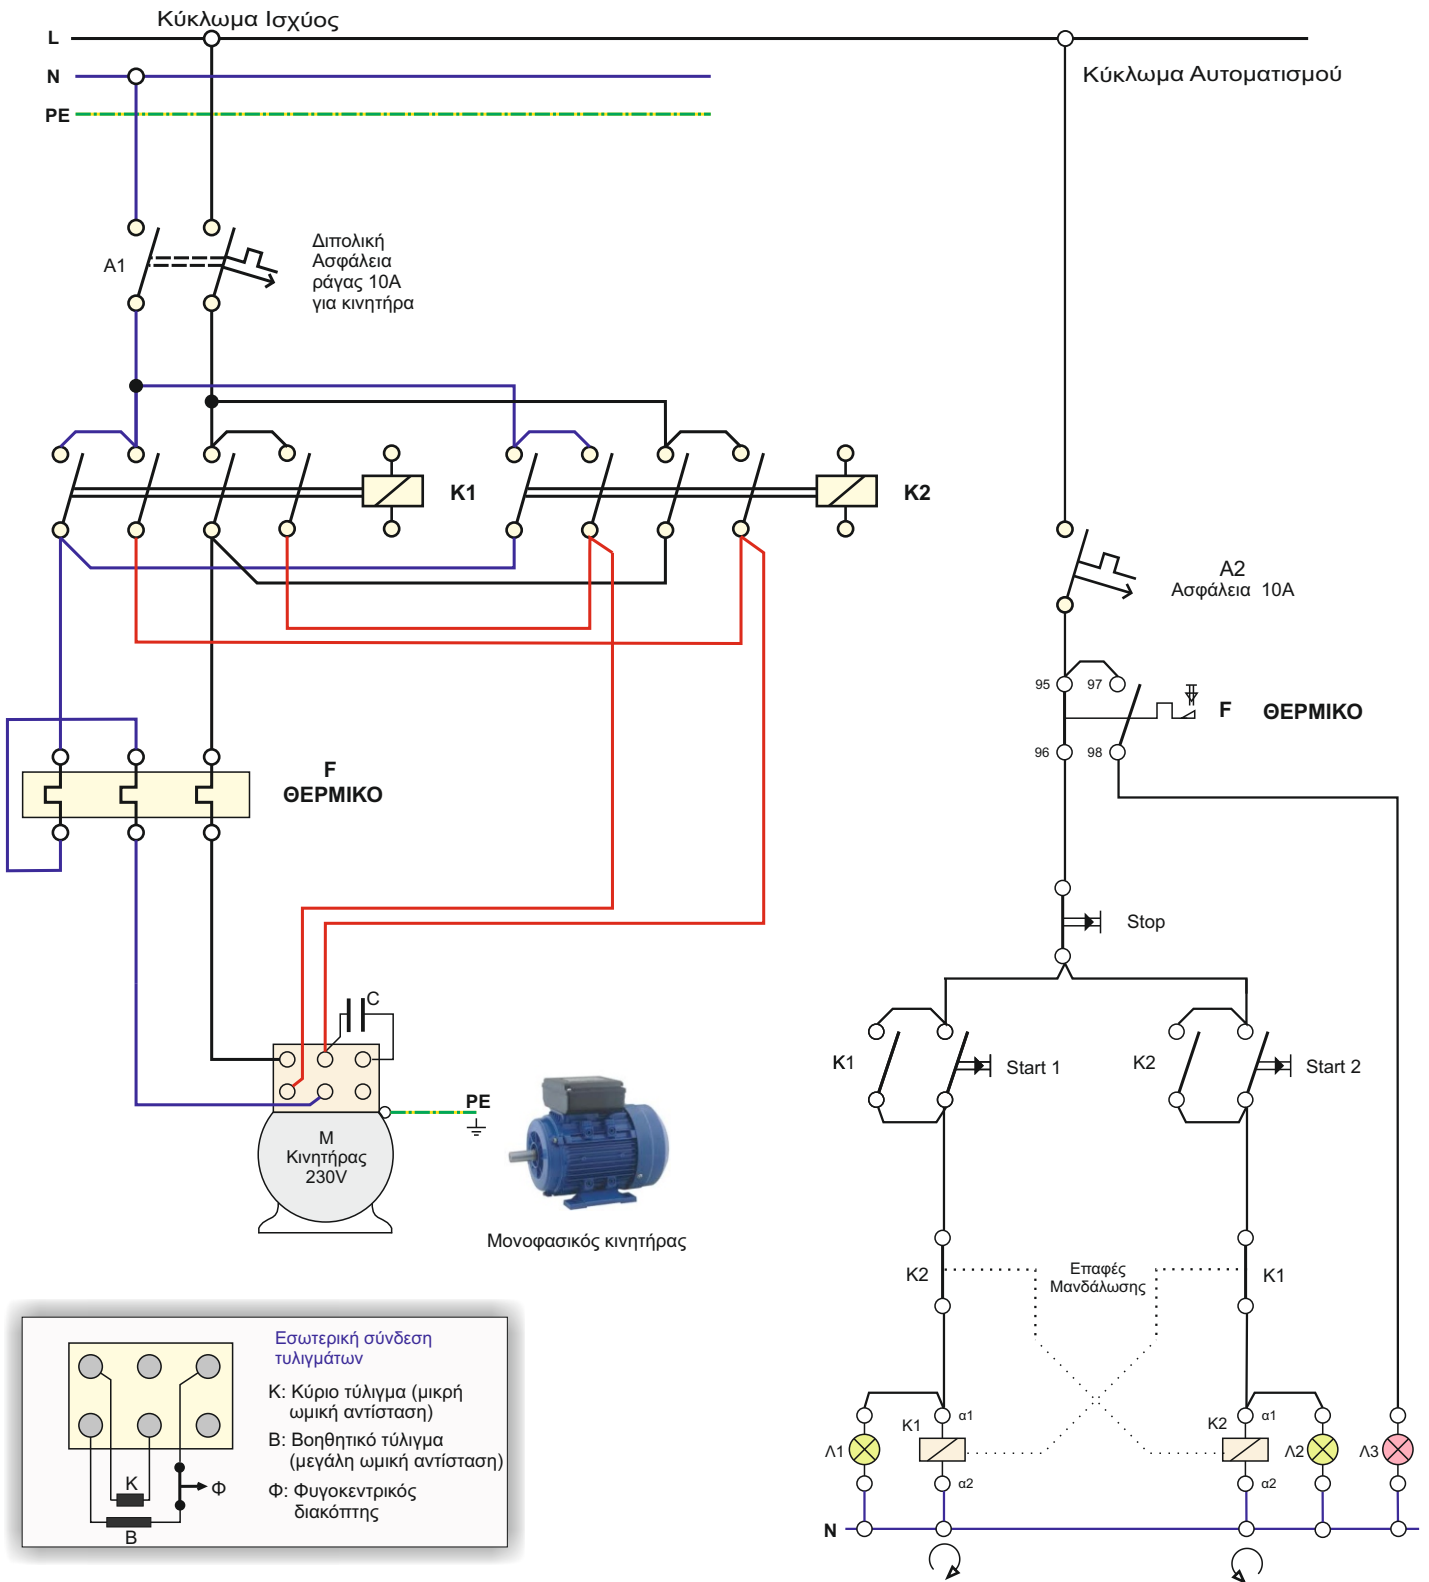 Κύκλωμα Ισχύος
L
N
PE
Κύκλωμα Αυτοματισμού
A1
Διπολική
Ασφάλεια
ράγας 10Α
για κινητήρα
K1
K2
A2
Ασφάλεια 10Α
95
97
96
98
F ΘΕΡΜΙΚΟ
F
ΘΕΡΜΙΚΟ
Stop
K1
Start 1
K2
Start 2
C
PE
M
Κινητήρας
230V
Μονοφασικός κινητήρας
K2
Επαφές
Μανδάλωσης
K1
Λ1
K1
α1
α2
K2
α1
α2
Λ2
Λ3
N
Εσωτερική σύνδεση
τυλιγμάτων
Κ: Κύριο τύλιγμα (μικρή
ωμική αντίσταση)
Β: Βοηθητικό τύλιγμα
(μεγάλη ωμική αντίσταση)
Φ: Φυγοκεντρικός
διακόπτης
K
B
Φ